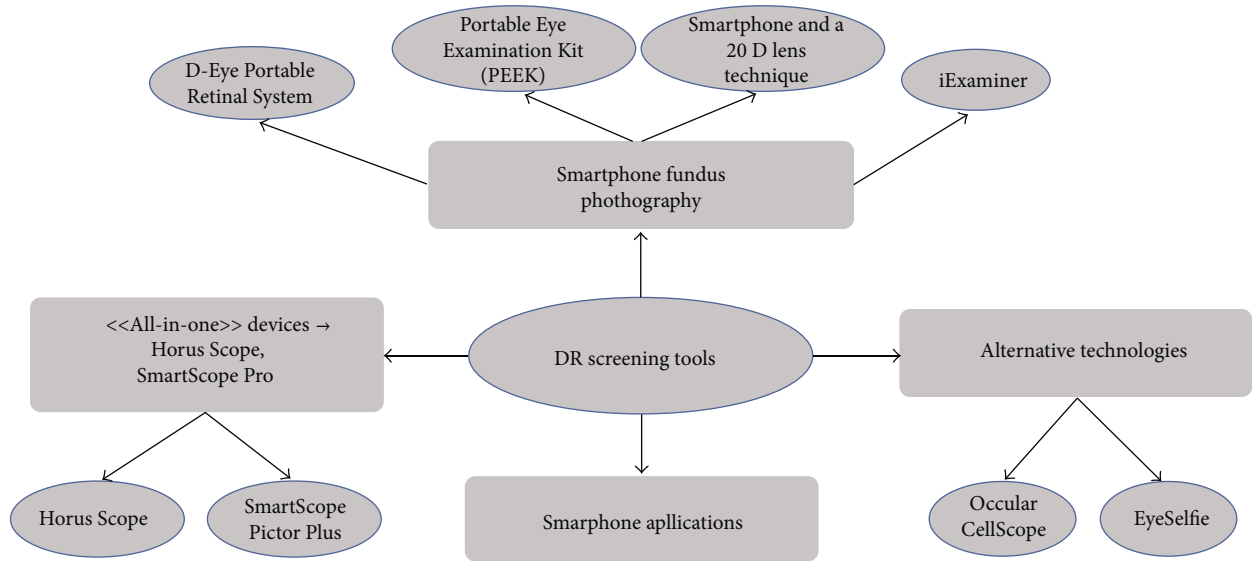 Portable Eye
Examination Kit
(PEEK)
Smartphone and a
20 D lens
technique
D-Eye Portable
Retinal System
iExaminer
Smartphone fundus
phothography
<<All-in-one>> devices →
Horus Scope,
SmartScope Pro
DR screening tools
Alternative technologies
Horus Scope
SmartScope
Pictor Plus
Smarphone apllications
Occular
CellScope
EyeSelfie